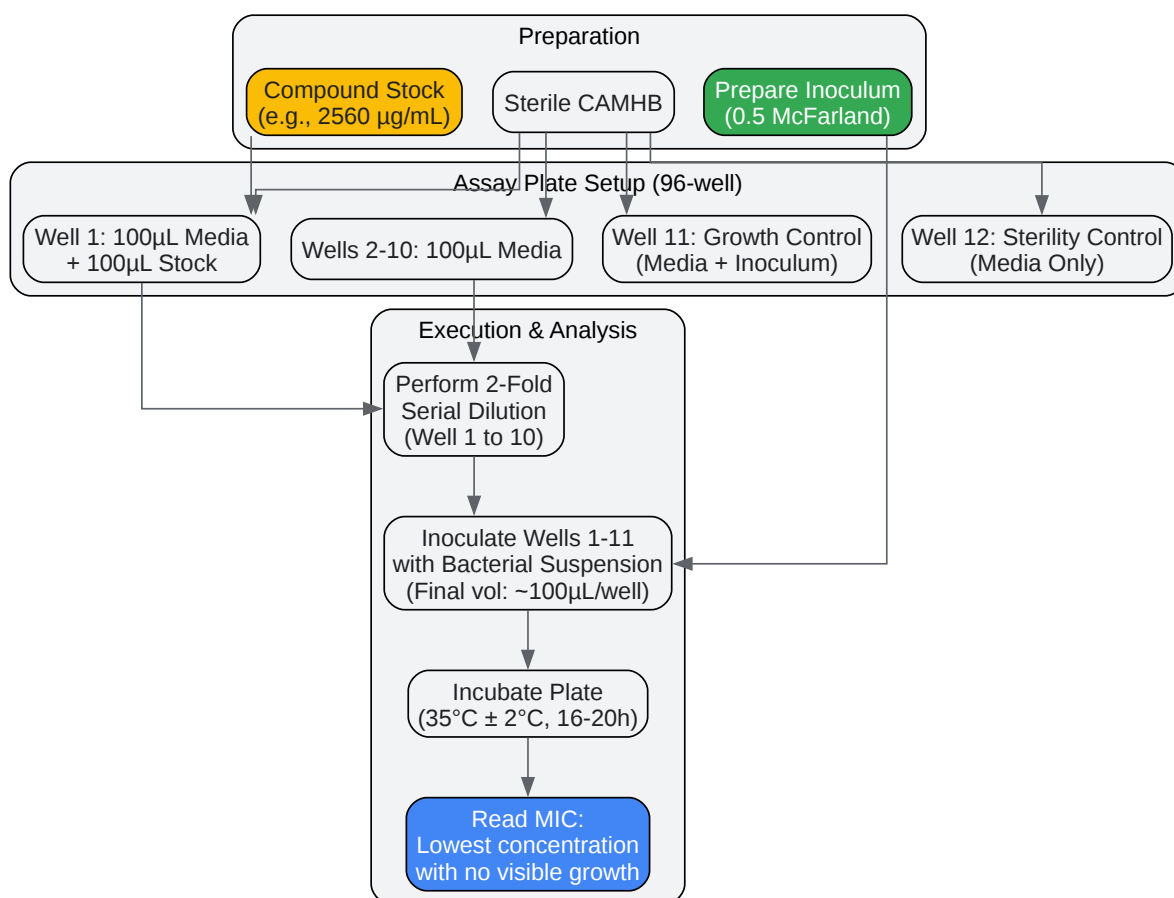 Preparation
Compound Stock
(e.g., 2560 µg/mL)
Sterile CAMHB
Prepare Inoculum
(0.5 McFarland)
Assay Plate Setup (96-well)
Well 1: 100µL Media
+ 100µL Stock
Wells 2-10: 100µL Media
Well 11: Growth Control
(Media + Inoculum)
Well 12: Sterility Control
(Media Only)
Execution & Analysis
Perform 2-Fold
Serial Dilution
(Well 1 to 10)
Inoculate Wells 1-11
with Bacterial Suspension
(Final vol: ~100µL/well)
Incubate Plate
(35°C ± 2°C, 16-20h)
Read MIC:
Lowest concentration
with no visible growth